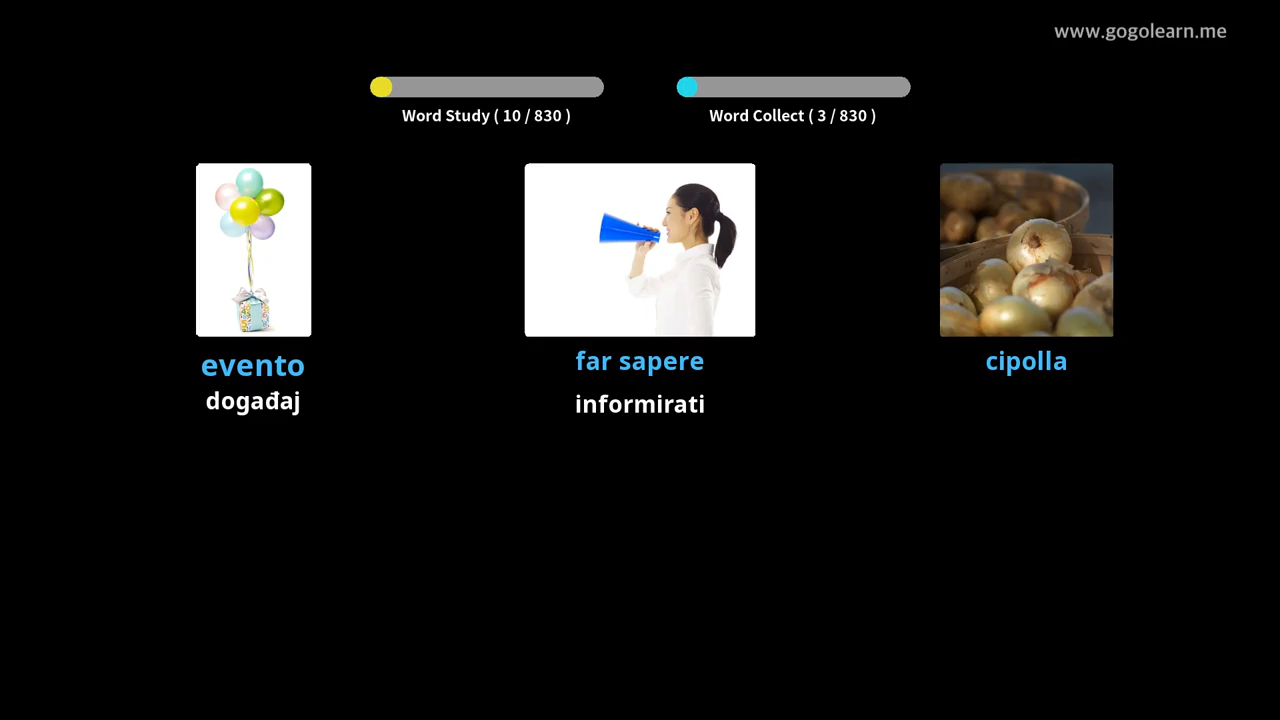 www.gogolearn.me
Word Study ( 10 / 830 )
Word Collect ( 3 / 830 )
evento
događaj
far sapere
informirati
cipolla